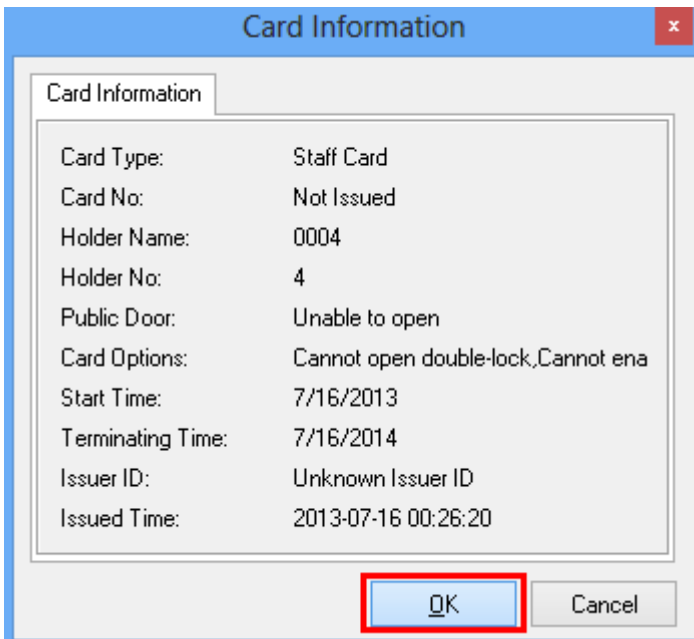 Card Information
x
Card Information
Card Type: Staff Card
Card No: Not Issued
Holder Name: 0004
Holder No: 4
Public Door: Unable to open
Card Options: Cannot open double-lock,Cannot ena
Start Time: 7/16/2013
Terminating Time: 7/16/2014
Issuer ID: Unknown Issuer ID
Issued Time: 2013-07-16 00:26:20
OK Cancel